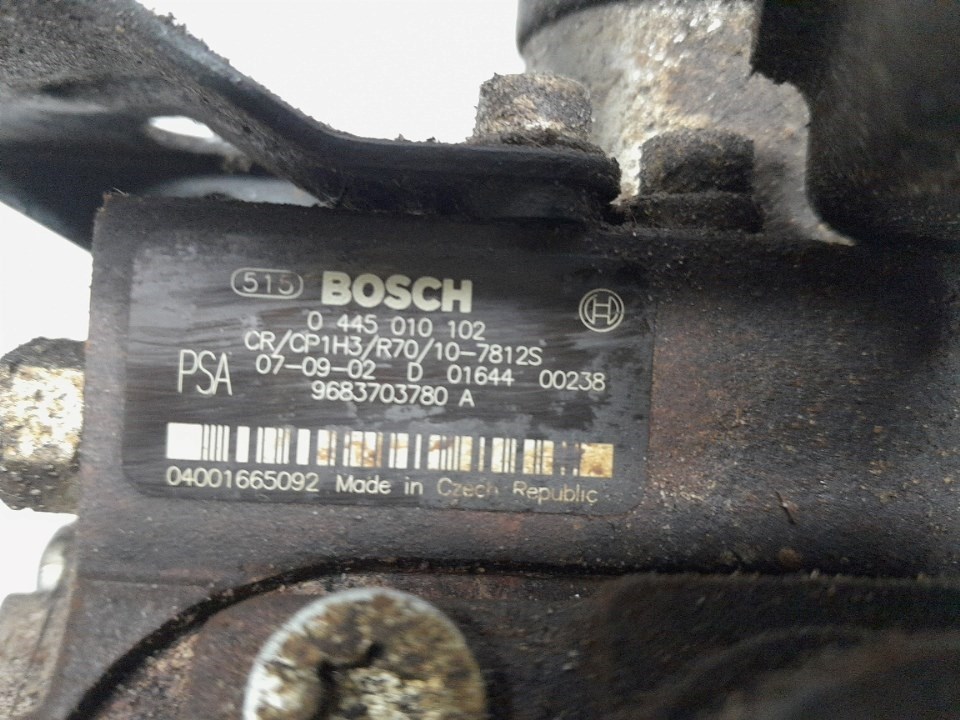 515 BOSCH
0 445 010 102
CR/CP1H3/R70/10-7812S
PSA 07-09-02 D 01644 00238
9683703780 A
04001665092 Made in Czech Republic